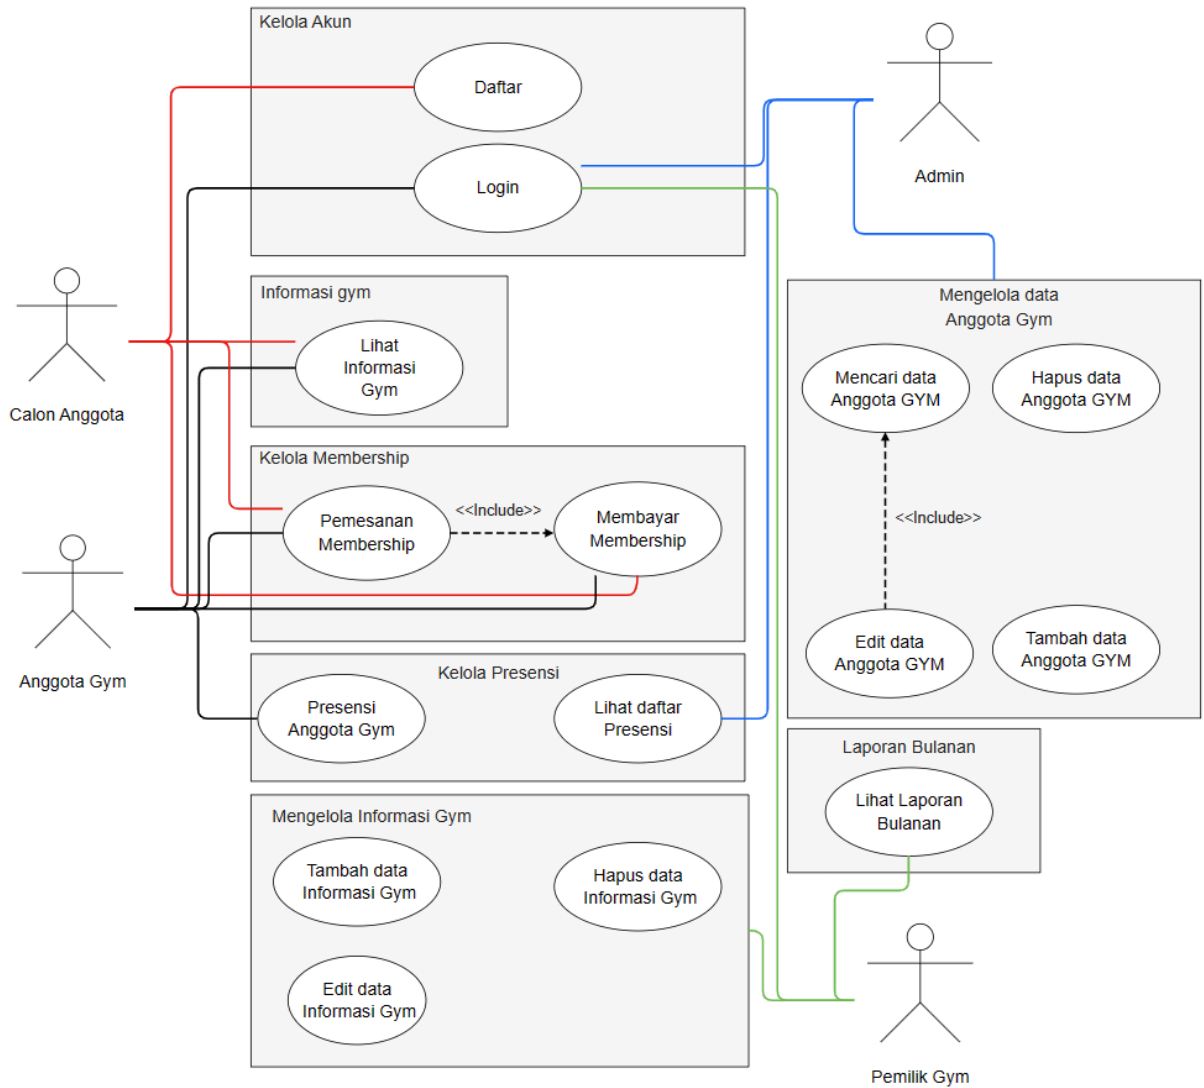 Kelola Akun
Daftar
Login
Admin
Informasi gym
Lihat
Informasi
Gym
Calon Anggota
Mengelola data
Anggota Gym
Mencari data
Anggota GYM
Hapus data
Anggota GYM
<<Include>>
Edit data
Anggota GYM
Tambah data
Anggota GYM
Kelola Membership
Pemesanan
Membership
<<Include>>
Membayar
Membership
Anggota Gym
Kelola Presensi
Presensi
Anggota Gym
Lihat daftar
Presensi
Laporan Bulanan
Lihat Laporan
Bulanan
Mengelola Informasi Gym
Tambah data
Informasi Gym
Hapus data
Informasi Gym
Edit data
Informasi Gym
Pemilik Gym